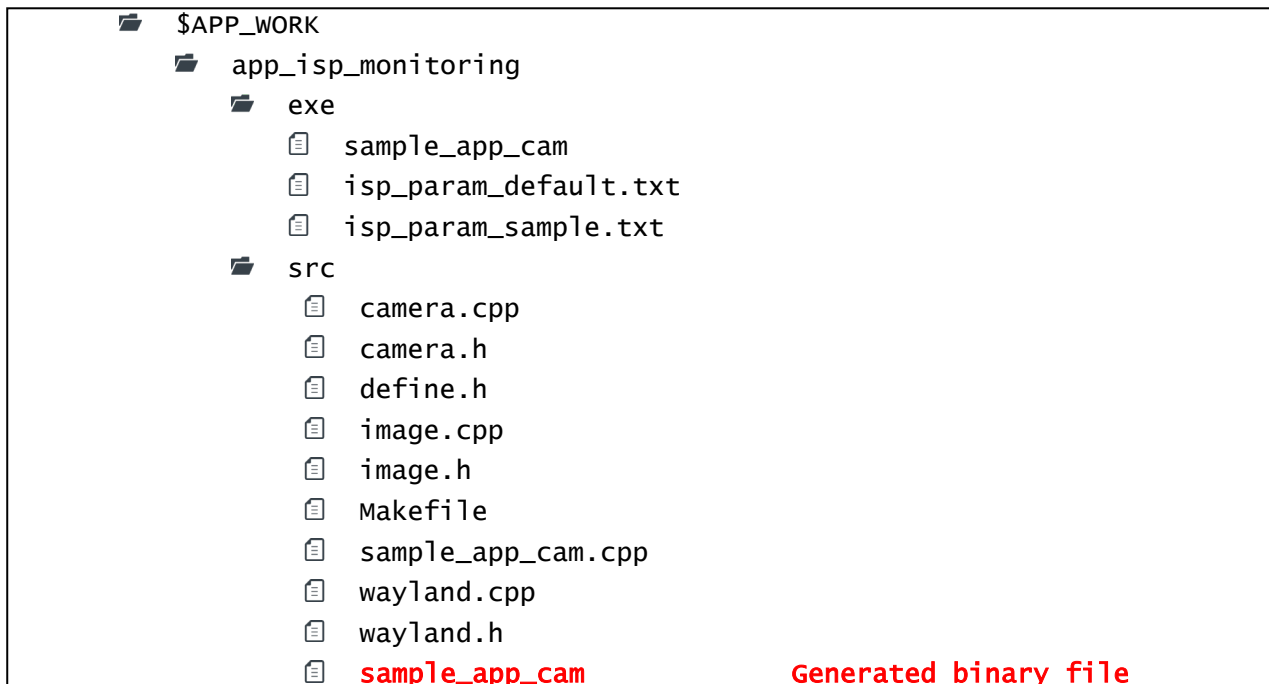 $APP_WORK
app_isp_monitoring
exe
sample_app_cam
isp_param_default.txt
isp_param_sample.txt
src
camera.cpp
camera.h
define.h
image.cpp
image.h
Makefile
sample_app_cam.cpp
wayland.cpp
wayland.h
sample_app_cam Generated binary file